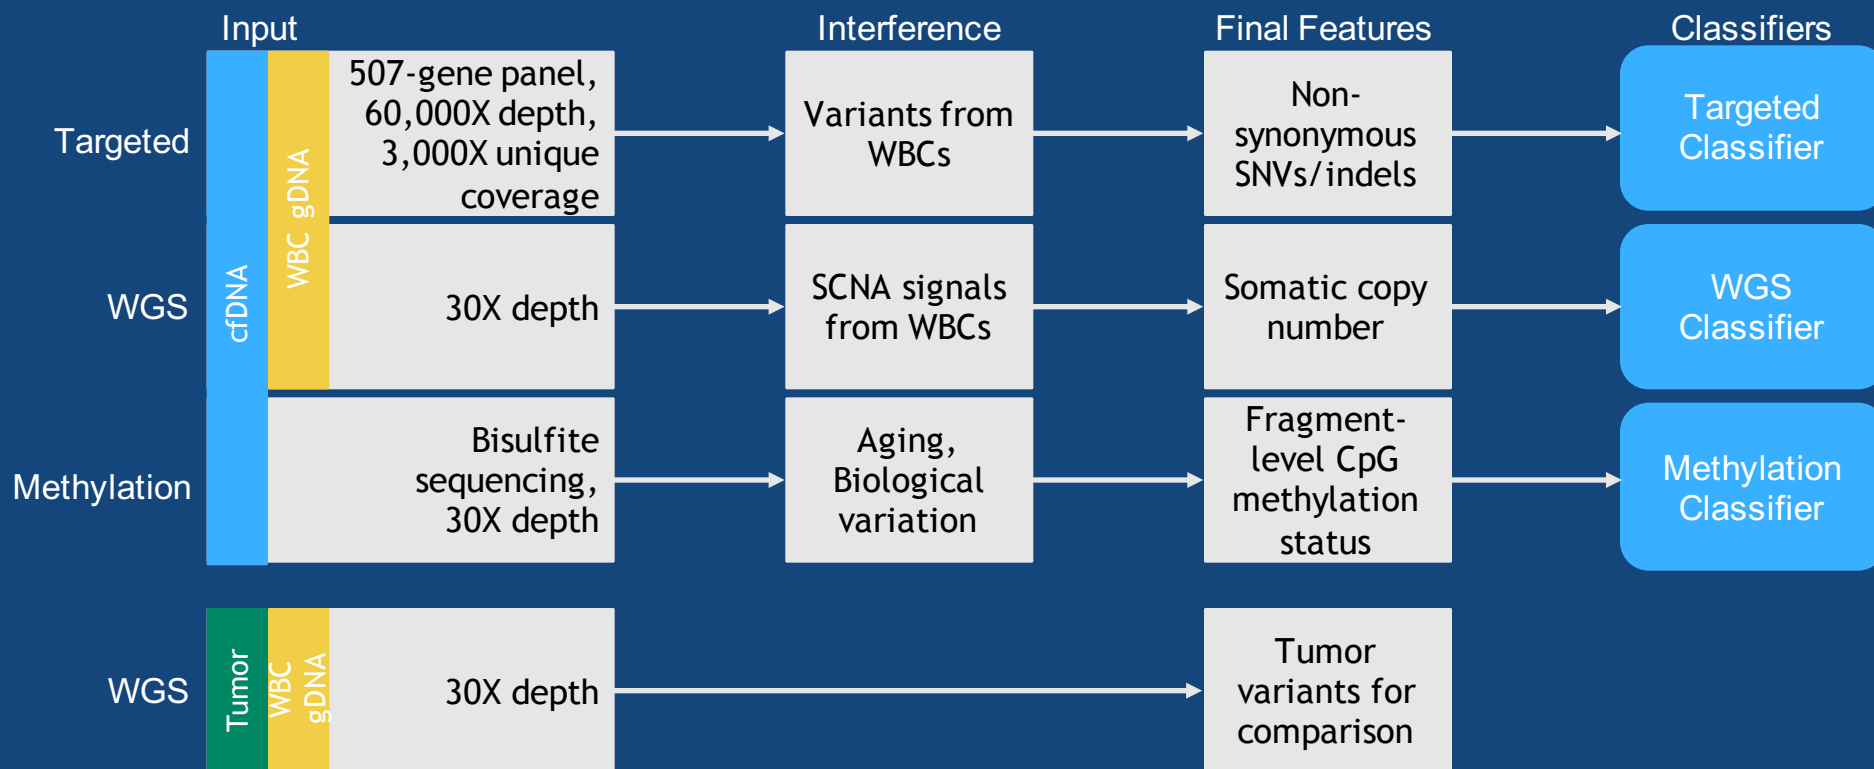 Input
Interference
Final Features
Classifiers
Targeted
cfDNA
WBC gDNA
507-gene panel,
60,000X depth,
3,000X unique
coverage
Variants from
WBCs
Non-
synonymous
SNVs/indels
Targeted
Classifier
WGS
30X depth
SCNA signals
from WBCs
Somatic copy
number
WGS
Classifier
Methylation
Bisulfite
sequencing,
30X depth
Aging,
Biological
variation
Fragment-
level CpG
methylation
status
Methylation
Classifier
WGS
Tumor
WBC
gDNA
30X depth
Tumor
variants for
comparison